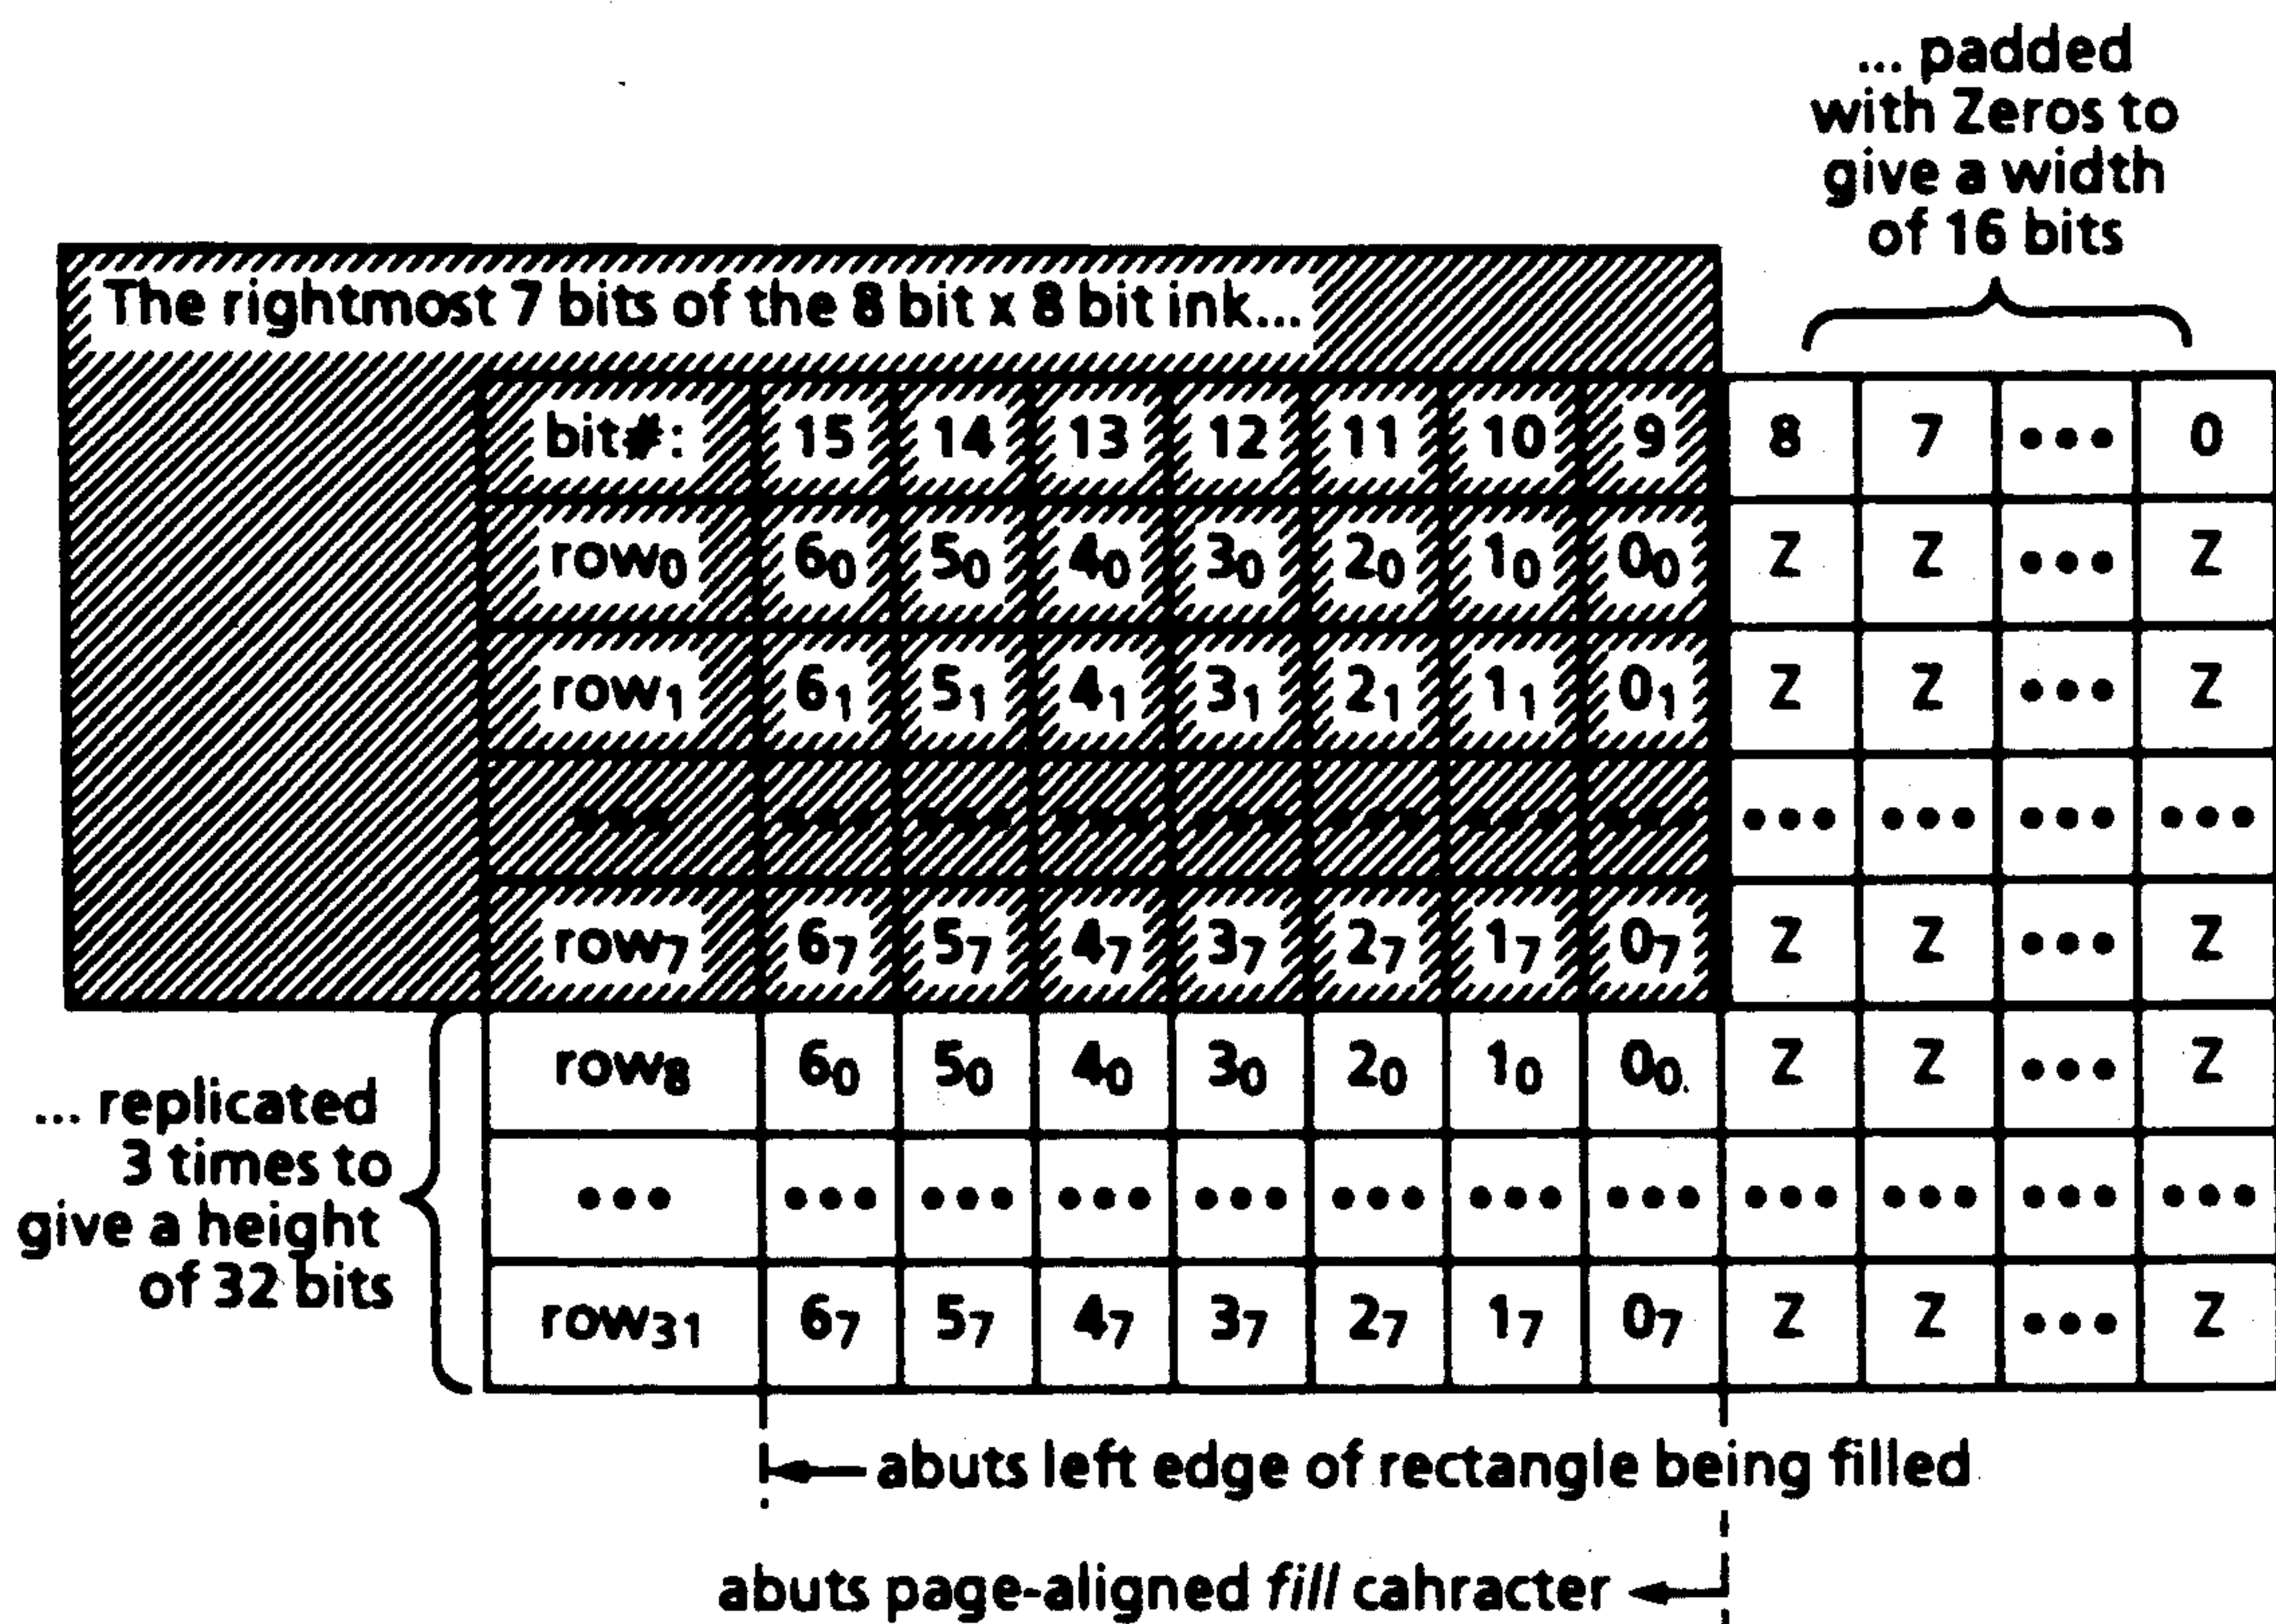 ... padded
with Zeros to
give a width
of 16 bits
The rightmost 7 bits of the 8 bit x 8 bit ink...
bit#: 15 14 13 12 11 10 9 8 7 ••• 0
row₀ 6₀ 5₀ 4₀ 3₀ 2₀ 1₀ 0₀ Z Z ••• Z
row₁ 6₁ 5₁ 4₁ 3₁ 2₁ 1₁ 0₁ Z Z ••• Z
••• ••• ••• ••• ••• ••• ••• ••• ••• ••• ••• •••
row₇ 6₇ 5₇ 4₇ 3₇ 2₇ 1₇ 0₇ Z Z ••• Z
row₈ 6₀ 5₀ 4₀ 3₀ 2₀ 1₀ 0₀ Z Z ••• Z
••• ••• ••• ••• ••• ••• ••• ••• ••• ••• ••• •••
row₃₁ 6₇ 5₇ 4₇ 3₇ 2₇ 1₇ 0₇ Z Z ••• Z
... replicated
3 times to
give a height
of 32 bits
abuts left edge of rectangle being filled
abuts page-aligned fill cahracter